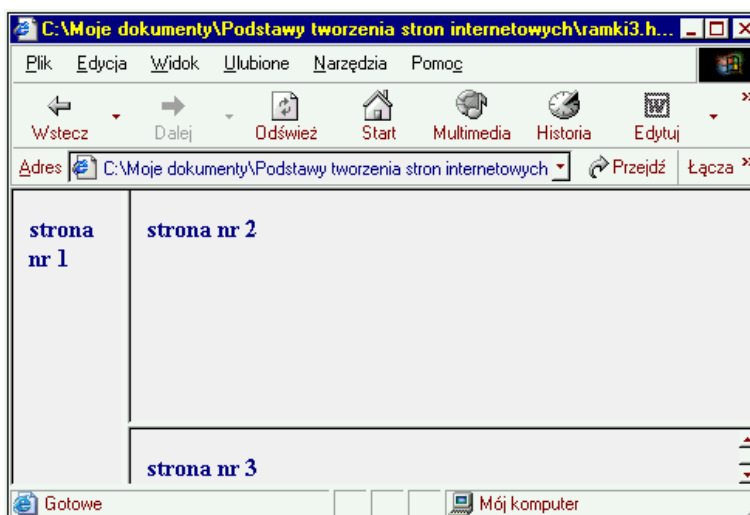 C:\Moje dokumenty\Podstawy tworzenia stron internetowych\ramki3.h...
Plik Edycja Widok Ulubione Narzędzia Pomoc
Wstecz Dalej Odśwież Start Multimedia Historia Edytuj »
Adres C:\Moje dokumenty\Podstawy tworzenia stron internetowych Przejdź Łącza »
strona
nr 1
strona nr 2
strona nr 3
Gotowe Mój komputer